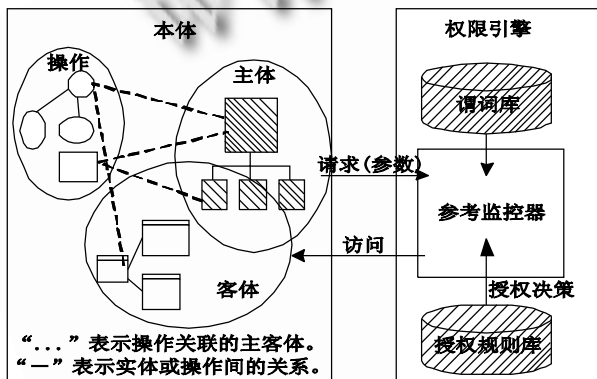 本体
权限引擎
操作
主体
谓词库
请求(参数)
参考监控器
访问
客体
授权决策
授权规则库
“...”表示操作关联的主客体。
“—”表示实体或操作间的关系。